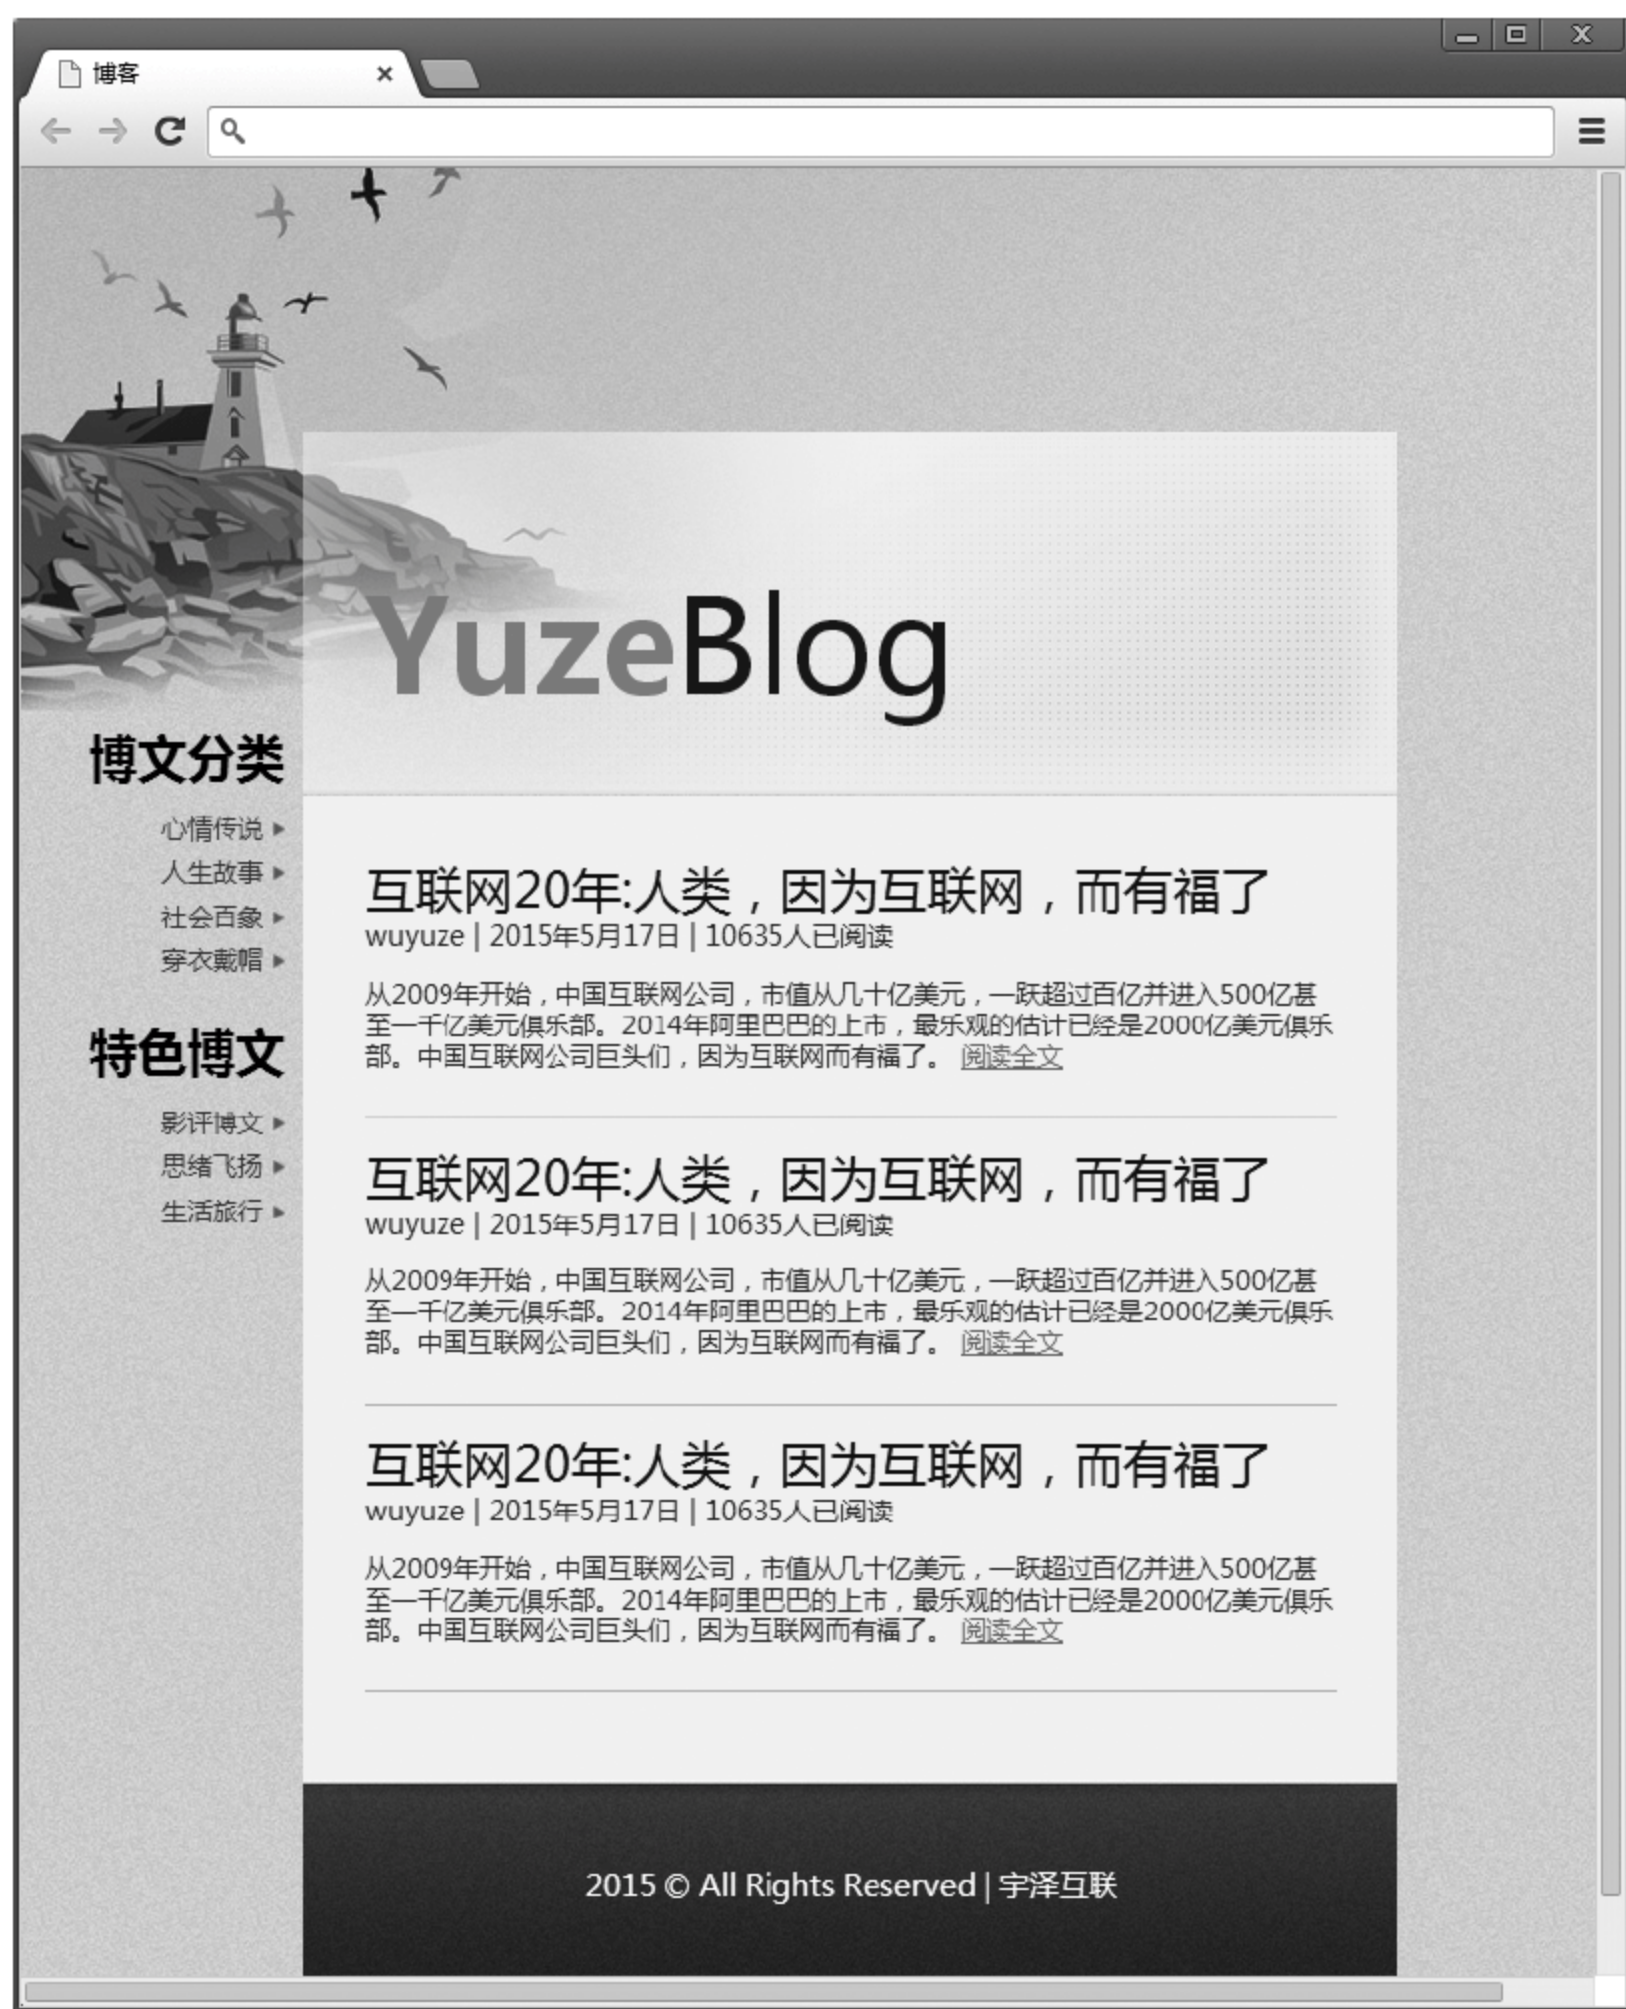 博客
YuzeBlog
博文分类
心情传说
人生故事
社会百象
穿衣戴帽
特色博文
影评博文
思绪飞扬
生活旅行
互联网20年:人类，因为互联网，而有福了
wuyuze | 2015年5月17日 | 10635人已阅读
从2009年开始，中国互联网公司，市值从几十亿美元，一跃超过百亿并进入500亿甚
至一千亿美元俱乐部。2014年阿里巴巴的上市，最乐观的估计已经是2000亿美元俱乐
部。中国互联网公司巨头们，因为互联网而有福了。 阅读全文
互联网20年:人类，因为互联网，而有福了
wuyuze | 2015年5月17日 | 10635人已阅读
从2009年开始，中国互联网公司，市值从几十亿美元，一跃超过百亿并进入500亿甚
至一千亿美元俱乐部。2014年阿里巴巴的上市，最乐观的估计已经是2000亿美元俱乐
部。中国互联网公司巨头们，因为互联网而有福了。 阅读全文
互联网20年:人类，因为互联网，而有福了
wuyuze | 2015年5月17日 | 10635人已阅读
从2009年开始，中国互联网公司，市值从几十亿美元，一跃超过百亿并进入500亿甚
至一千亿美元俱乐部。2014年阿里巴巴的上市，最乐观的估计已经是2000亿美元俱乐
部。中国互联网公司巨头们，因为互联网而有福了。 阅读全文
2015 © All Rights Reserved | 宇泽互联